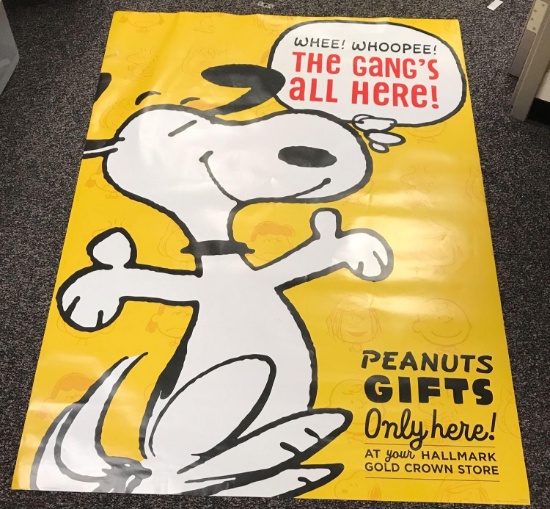 WHEE! WHOOPEE!
THE GANG'S
ALL HERE!
PEANUTS
GIFTS
Only here!
AT your HALLMARK
GOLD CROWN STORE